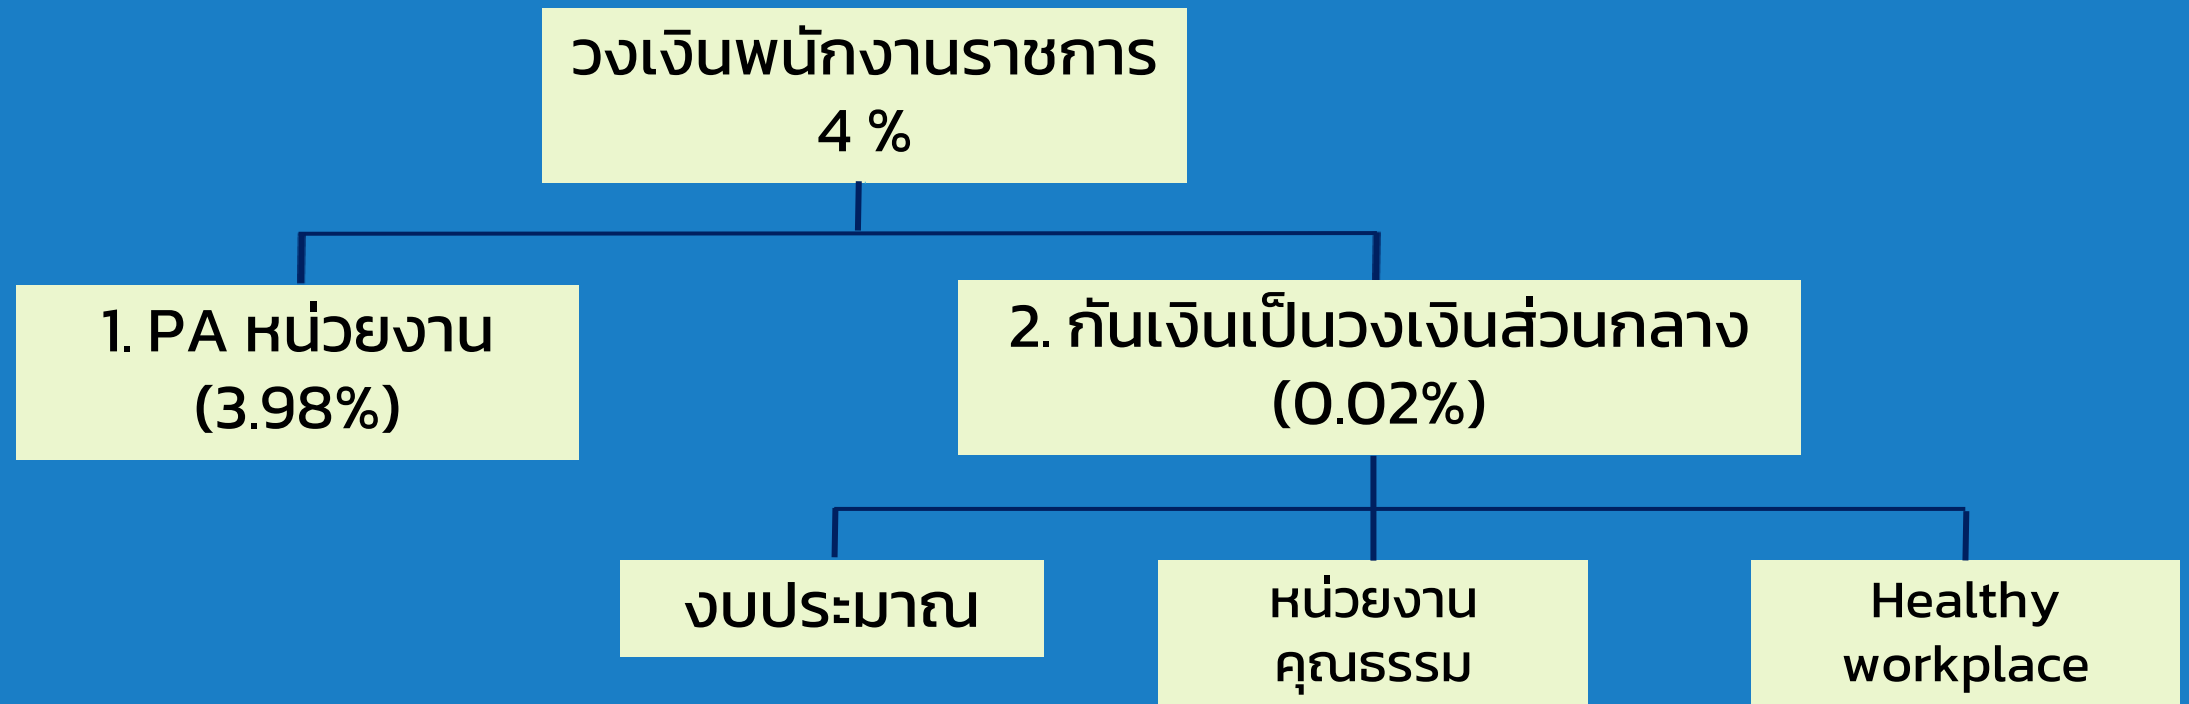 วงเงินพนักงานราชการ
4 %
1. PA หน่วยงาน
(3.98%)
2. กันเงินเป็นวงเงินส่วนกลาง
(0.02%)
งบประมาณ
หน่วยงาน
คุณธรรม
Healthy
workplace